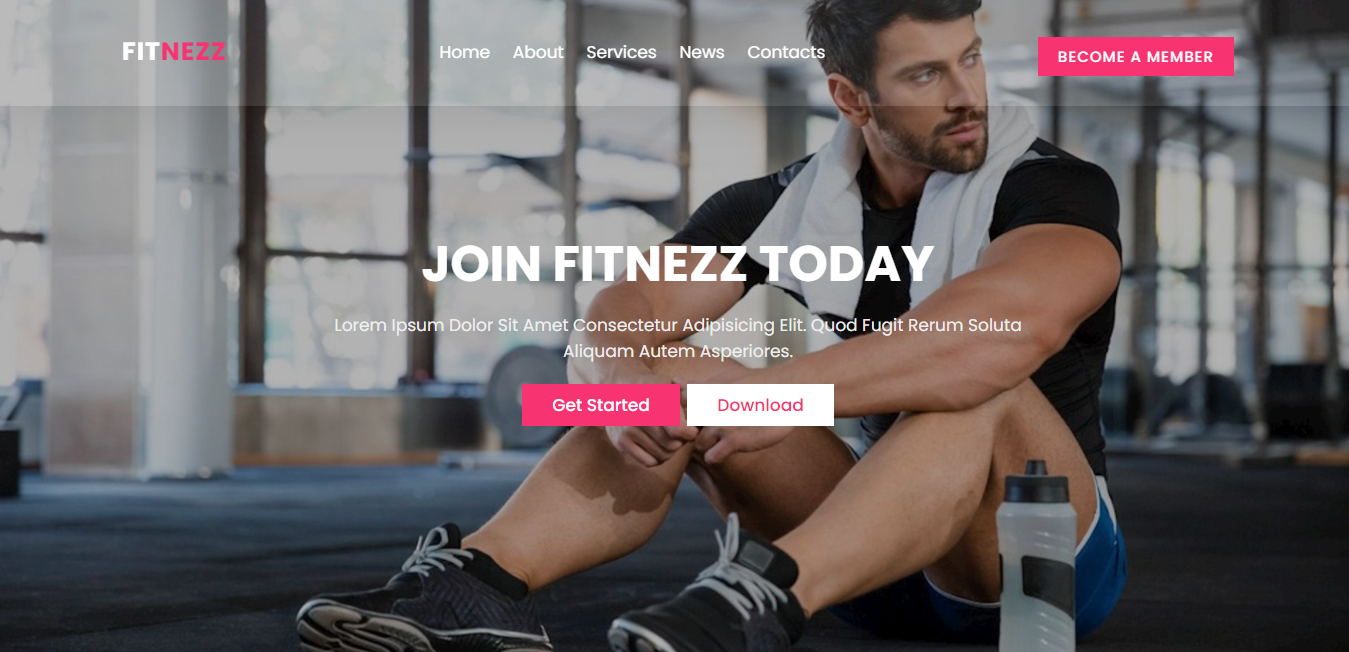 FITNEZZ
Home About Services News Contacts
BECOME A MEMBER
JOIN FITNEZZ TODAY
Lorem Ipsum Dolor Sit Amet Consectetur Adipisicing Elit. Quod Fugit Rerum Soluta
Aliquam Autem Asperiores.
Get Started
Download